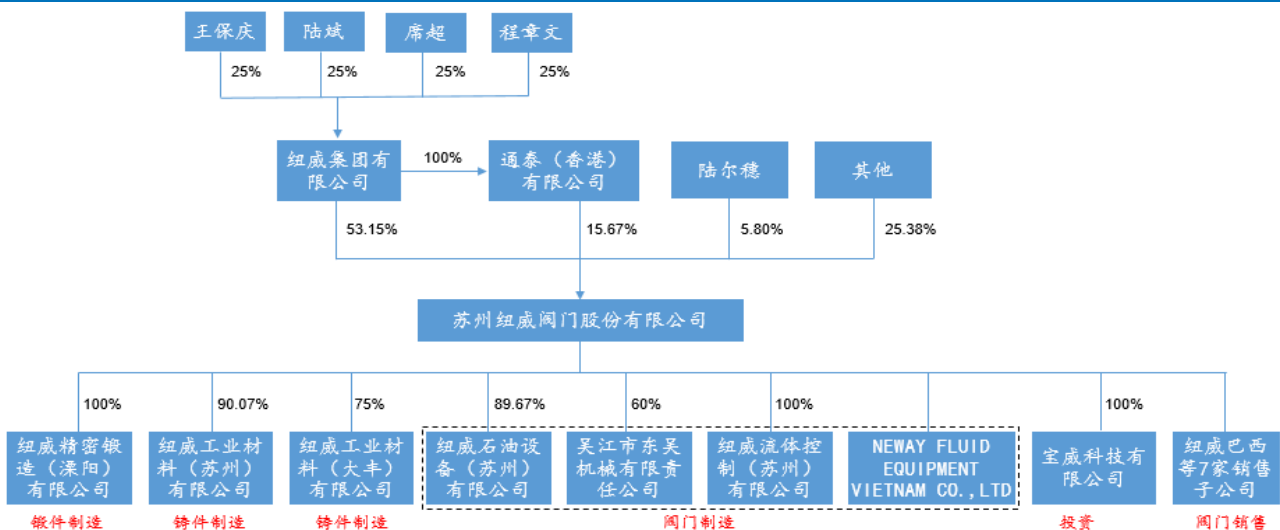 王保庆
陆斌
席超
程章文
25%
25%
25%
25%
纽威集团有
限公司
100%
通泰（香港）
有限公司
陆尔穗
其他
53.15%
15.67%
5.80%
25.38%
苏州纽威阀门股份有限公司
100%
90.07%
75%
89.67%
60%
100%
100%
纽威精密锻
造（溧阳）
有限公司
纽威工业材
料（苏州）
有限公司
纽威工业材
料（大丰）
有限公司
纽威石油设
备（苏州）
有限公司
吴江市东吴
机械有限责
任公司
纽威流体控
制（苏州）
有限公司
NEWAY FLUID
EQUIPMENT
VIETNAM CO.,LTD
宝威科技有
限公司
纽威巴西
等7家销售
子公司
锻件制造
铸件制造
铸件制造
阀门制造
投资
阀门销售